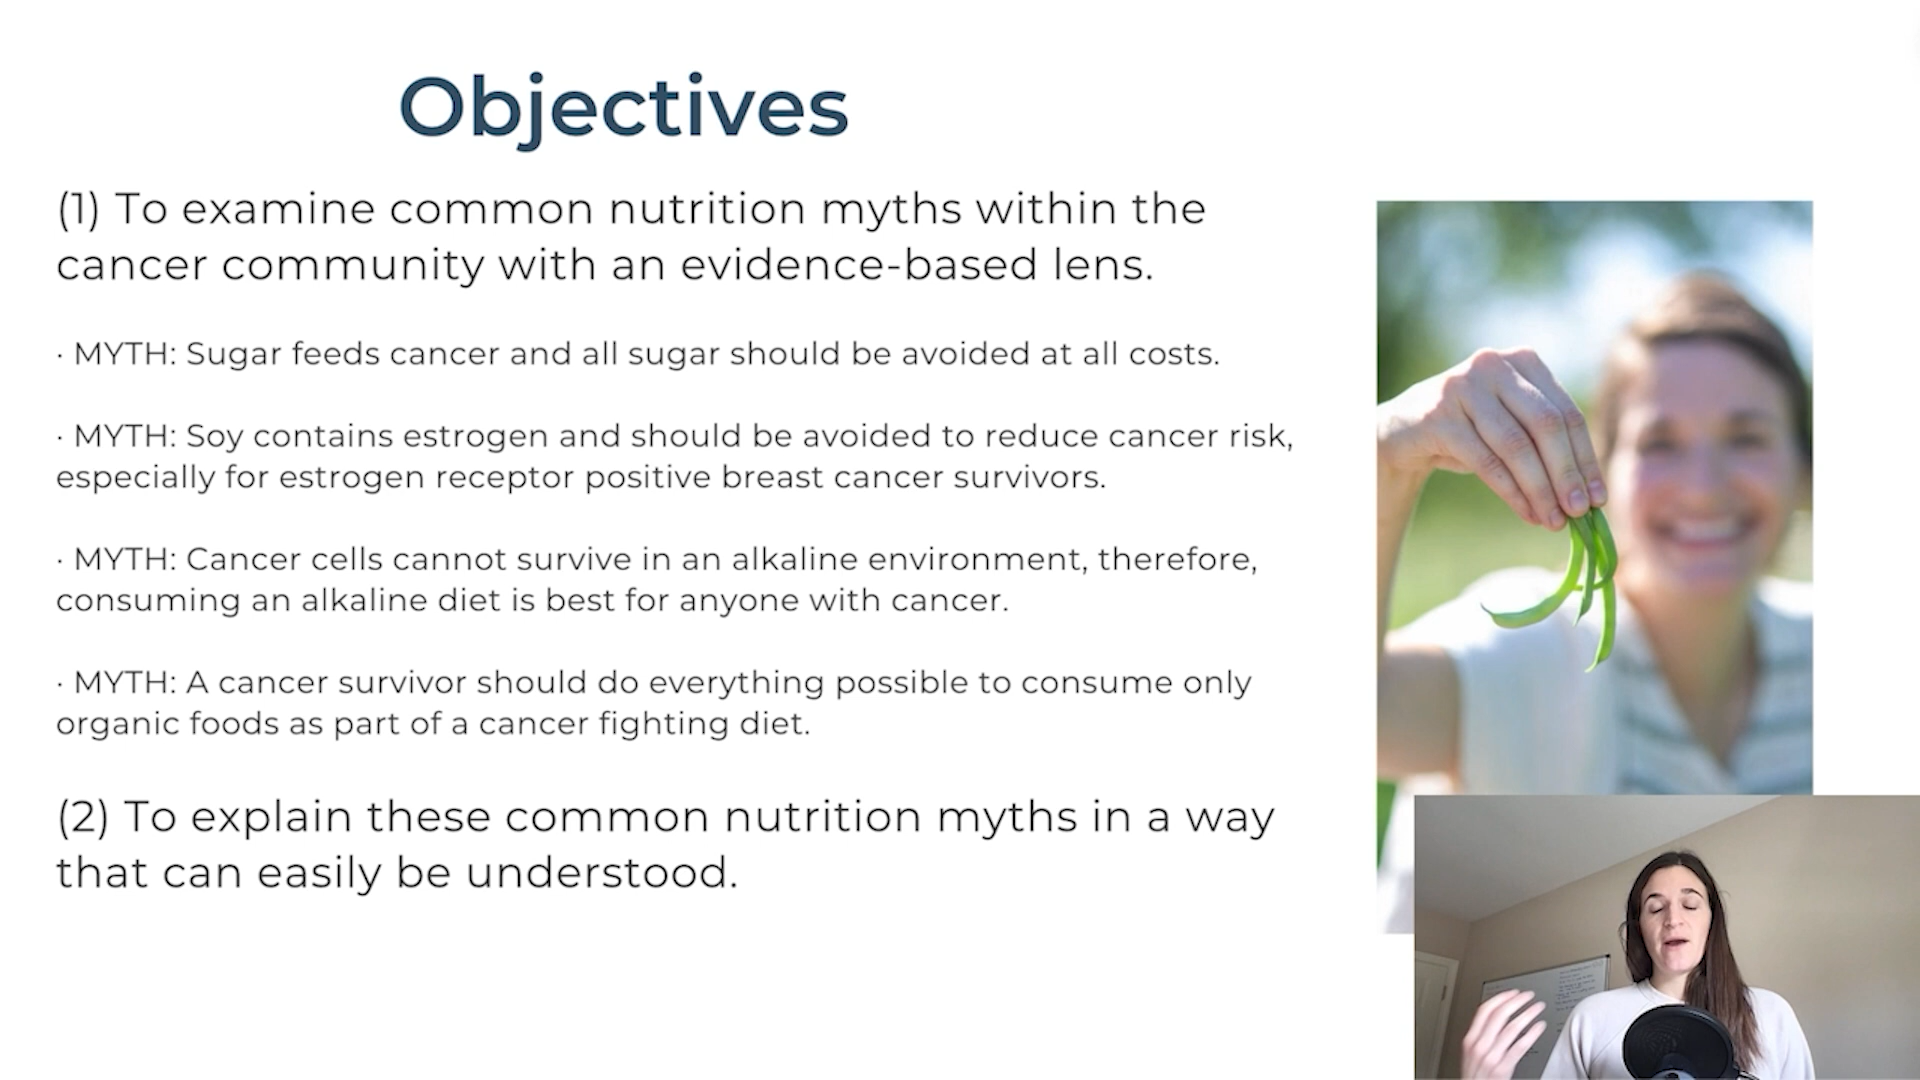 Objectives
(1) To examine common nutrition myths within the
cancer community with an evidence-based lens.
· MYTH: Sugar feeds cancer and all sugar should be avoided at all costs.
· MYTH: Soy contains estrogen and should be avoided to reduce cancer risk,
especially for estrogen receptor positive breast cancer survivors.
· MYTH: Cancer cells cannot survive in an alkaline environment, therefore,
consuming an alkaline diet is best for anyone with cancer.
· MYTH: A cancer survivor should do everything possible to consume only
organic foods as part of a cancer fighting diet.
(2) To explain these common nutrition myths in a way
that can easily be understood.